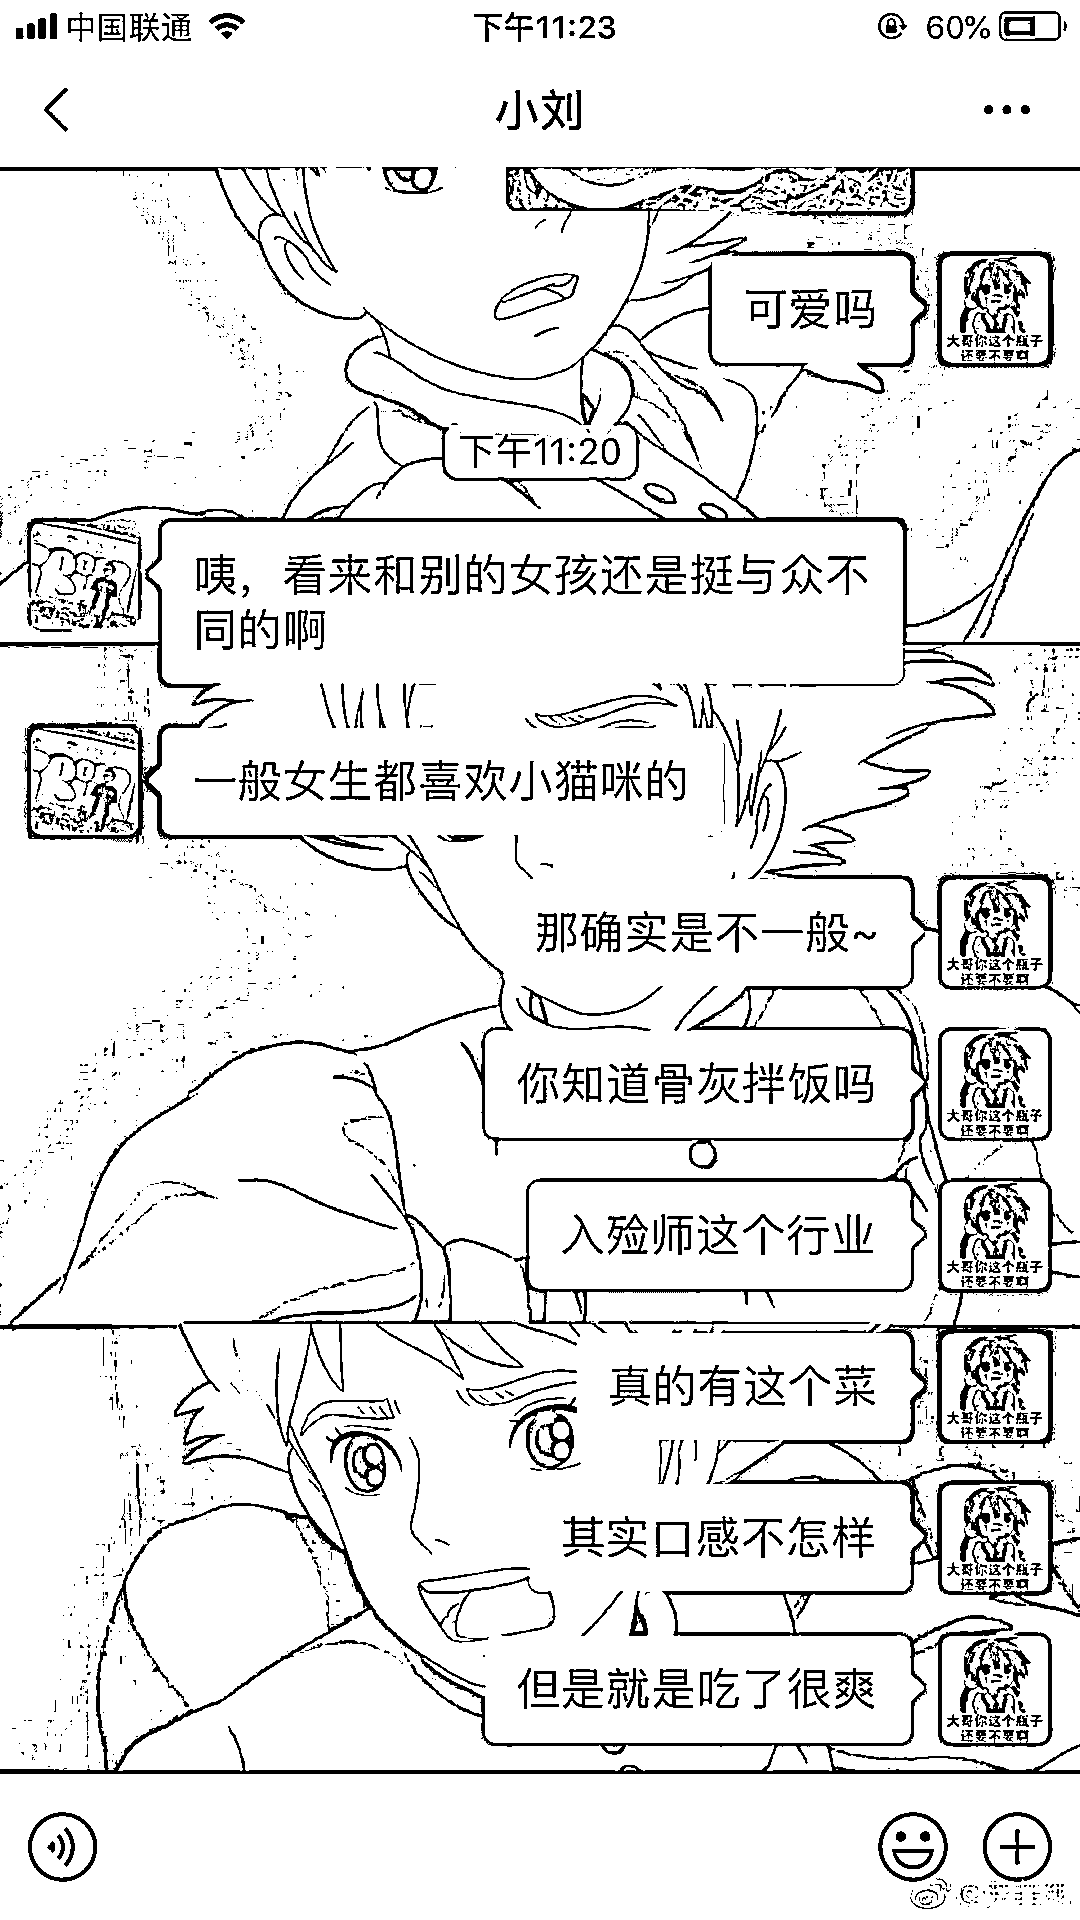 中国联通
下午11:23
60%
小刘
可爱吗
大哥你这个瓶子
还要不要啊
下午11:20
咦，看来和别的女孩还是挺与众不
同的啊
一般女生都喜欢小猫咪的
那确实是不一般~
大哥你这个瓶子
还要不要啊
你知道骨灰拌饭吗
大哥你这个瓶子
还要不要啊
入殓师这个行业
大哥你这个瓶子
还要不要啊
真的有这个菜
大哥你这个瓶子
还要不要啊
其实口感不怎样
大哥你这个瓶子
还要不要啊
但是就是吃了很爽
大哥你这个瓶子
还要不要啊